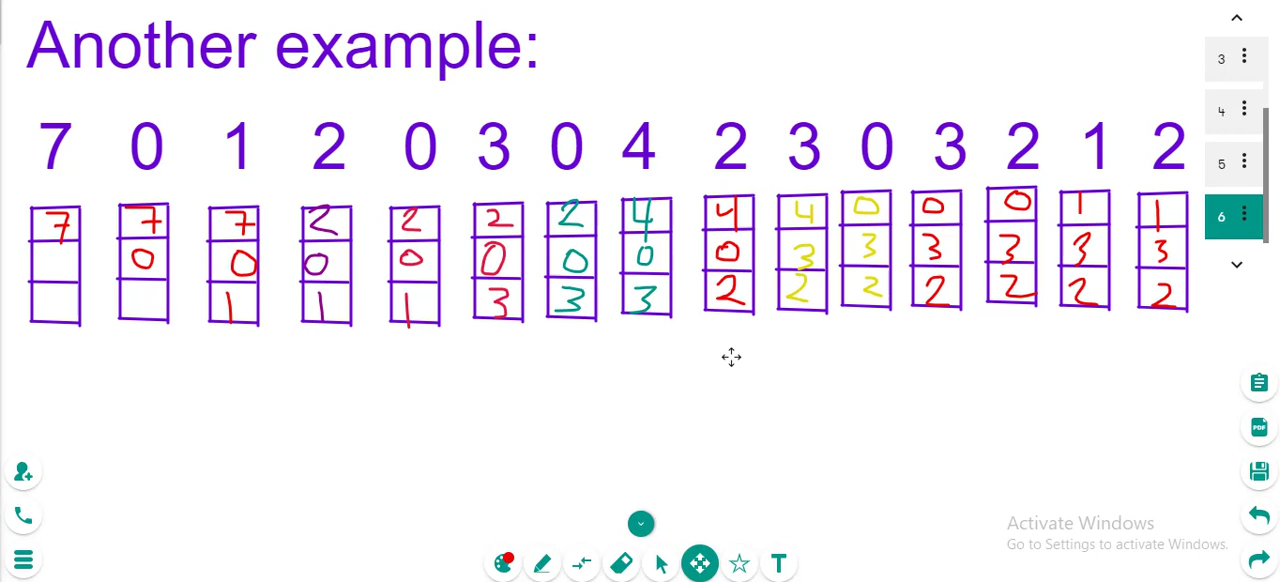 Another example:
3
4
5
6
7 0 1 2 0 3 0 4 2 3 0 3 2 1 2
7 7 7 2 2 2 2 4 4 4 0 0 0 1 1
0 0 0 0 0 0 0 0 3 3 3 3 3 3
1 1 1 3 3 3 2 2 2 2 2 2 2
PDF
T
Activate Windows
Go to Settings to activate Windows.